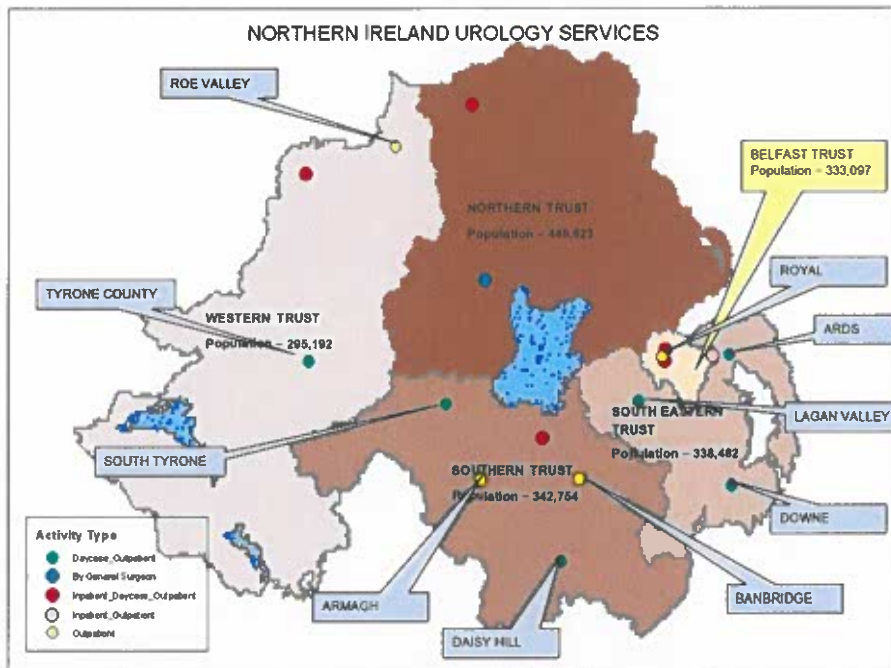 NORTHERN IRELAND UROLOGY SERVICES
ROE VALLEY
BELFAST TRUST
Population - 333,097
NORTHERN TRUST
Population -
ROYAL
TYRONE COUNTY
WESTERN TRUST
Population - 295,192
ARDS
LAGAN VALLEY
SOUTH EASTERN
TRUST
Population - 338,482
SOUTH TYRONE
SOUTHERN TRUST
Population - 342,754
DOWNE
Activity Type
Daycase_Outpatient
By General Surgeon
Inpatient_Daycase_Outpatient
Inpatient_Outpatient
Outpatient
ARMAGH
BANBRIDGE
DAISY HILL